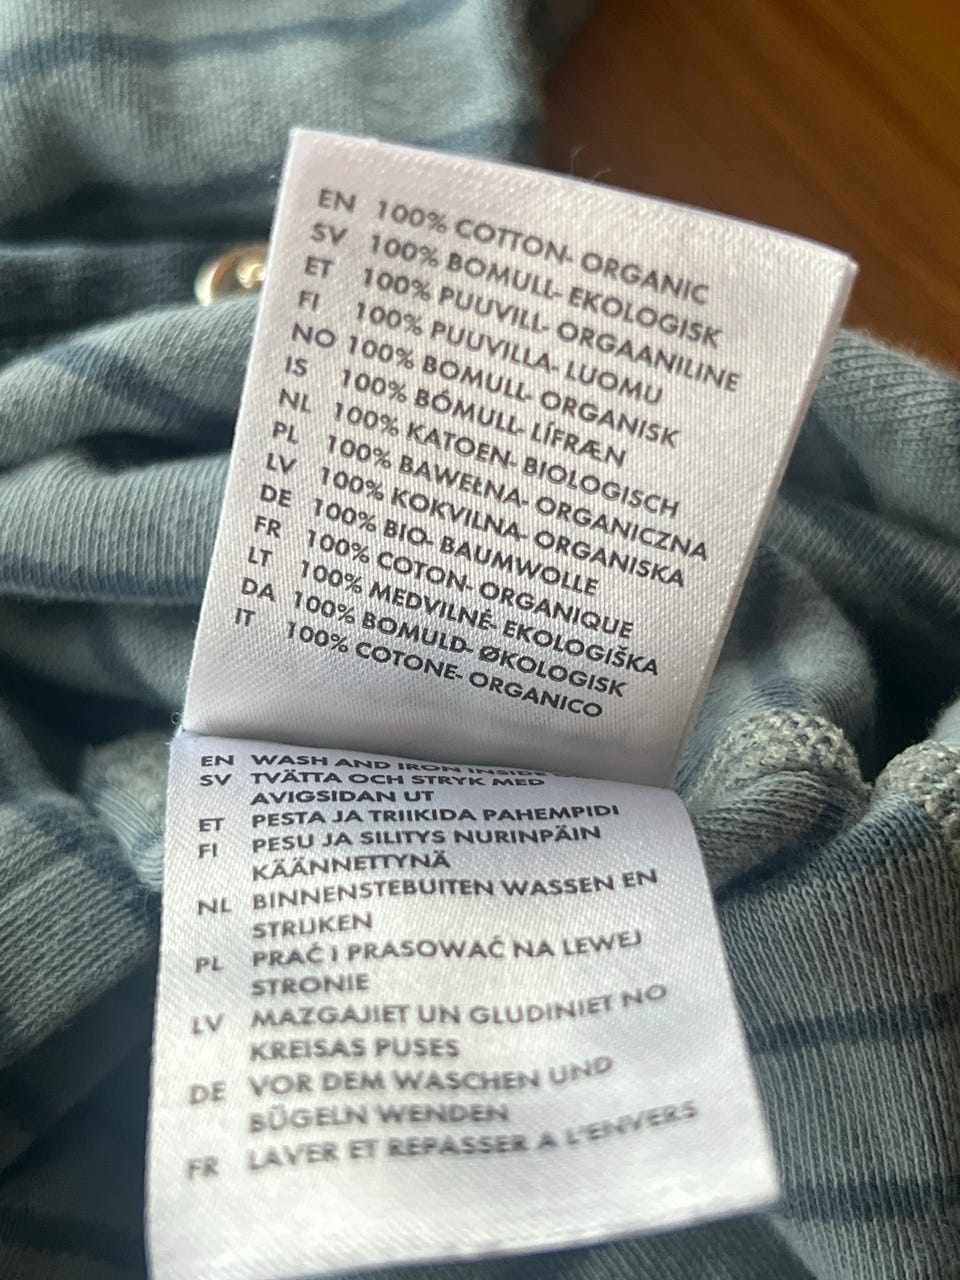 EN 100% COTTON- ORGANIC
SV 100% BOMULL- EKOLOGISK
ET 100% PUUVILL- ORGAANILINE
FI 100% PUUVILLA- LUOMU
NO 100% BOMULL- ORGANISK
IS 100% BÓMULL- LÍFRÆN
NL 100% KATOEN- BIOLOGISCH
PL 100% BAWEŁNA- ORGANICZNA
LV 100% KOKVILNA- ORGANISKA
DE 100% BIO- BAUMWOLLE
FR 100% COTON- ORGANIQUE
LT 100% MEDVILNĖ- EKOLOGIŠKA
DA 100% BOMULD- ØKOLOGISK
IT 100% COTONE- ORGANICO
EN WASH AND IRON INSIDE
SV TVÄTTA OCH STRYK MED
AVIGSIDAN UT
ET PESTA JA TRIIKIDA PAHEMPIDI
FI PESU JA SILITYS NURINPÄIN
KÄÄNNETTYNÄ
NL BINNENSTEBUITEN WASSEN EN
STRIJKEN
PL PRAĆ I PRASOWAĆ NA LEWEJ
STRONIE
LV MAZGAJIET UN GLUDINIET NO
KREISAS PUSES
DE VOR DEM WASCHEN UND
BÜGELN WENDEN
FR LAVER ET REPASSER A L'ENVERS